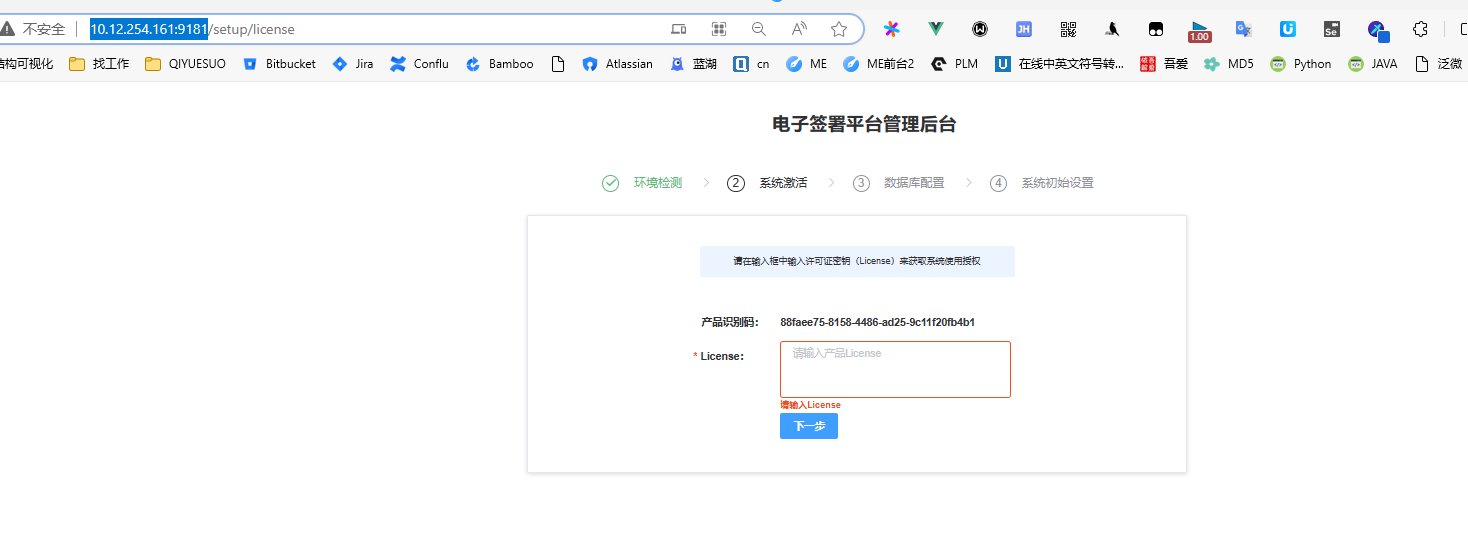 不安全 10.12.254.161:9181/setup/license
1.00
结构可视化 找工作 QIYUESUO Bitbucket Jira Conflu Bamboo Atlassian 蓝湖 cn ME ME前台2 PLM 在线中英文符号转... 吾爱 MD5 Python JAVA 泛微
电子签署平台管理后台
环境检测 2 系统激活 3 数据库配置 4 系统初始设置
请在输入框中输入许可证密钥（License）来获取系统使用授权
产品识别码： 88faee75-8158-4486-ad25-9c11f20fb4b1
* License： 请输入产品License
请输入License
下一步